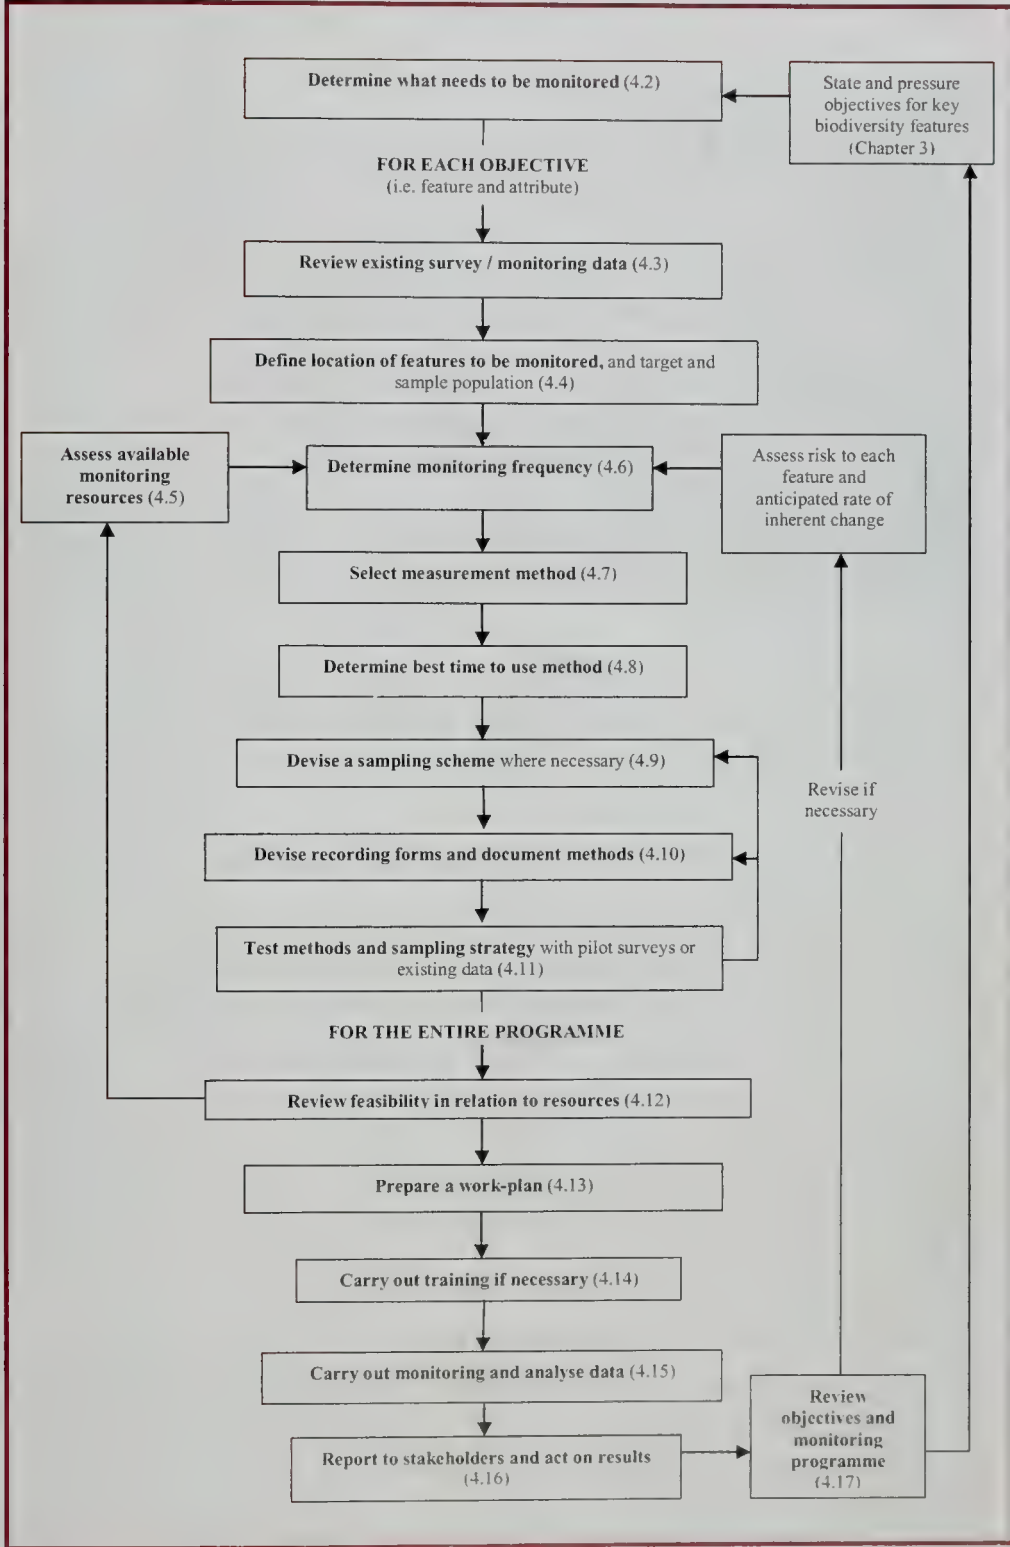 Determine what needs to be monitored (4.2)
State and pressure
objectives for key
biodiversity features
(Chapter 3)
FOR EACH OBJECTIVE
(i.e. feature and attribute)
Review existing survey / monitoring data (4.3)
Define location of features to be monitored, and target and
sample population (4.4)
Assess available
monitoring
resources (4.5)
Determine monitoring frequency (4.6)
Assess risk to each
feature and
anticipated rate of
inherent change
Select measurement method (4.7)
Determine best time to use method (4.8)
Devise a sampling scheme where necessary (4.9)
Revise if
necessary
Devise recording forms and document methods (4.10)
Test methods and sampling strategy with pilot surveys or
existing data (4.11)
FOR THE ENTIRE PROGRAMME
Review feasibility in relation to resources (4.12)
Prepare a work-plan (4.13)
Carry out training if necessary (4.14)
Carry out monitoring and analyse data (4.15)
Report to stakeholders and act on results
(4.16)
Review
objectives and
monitoring
programme
(4.17)